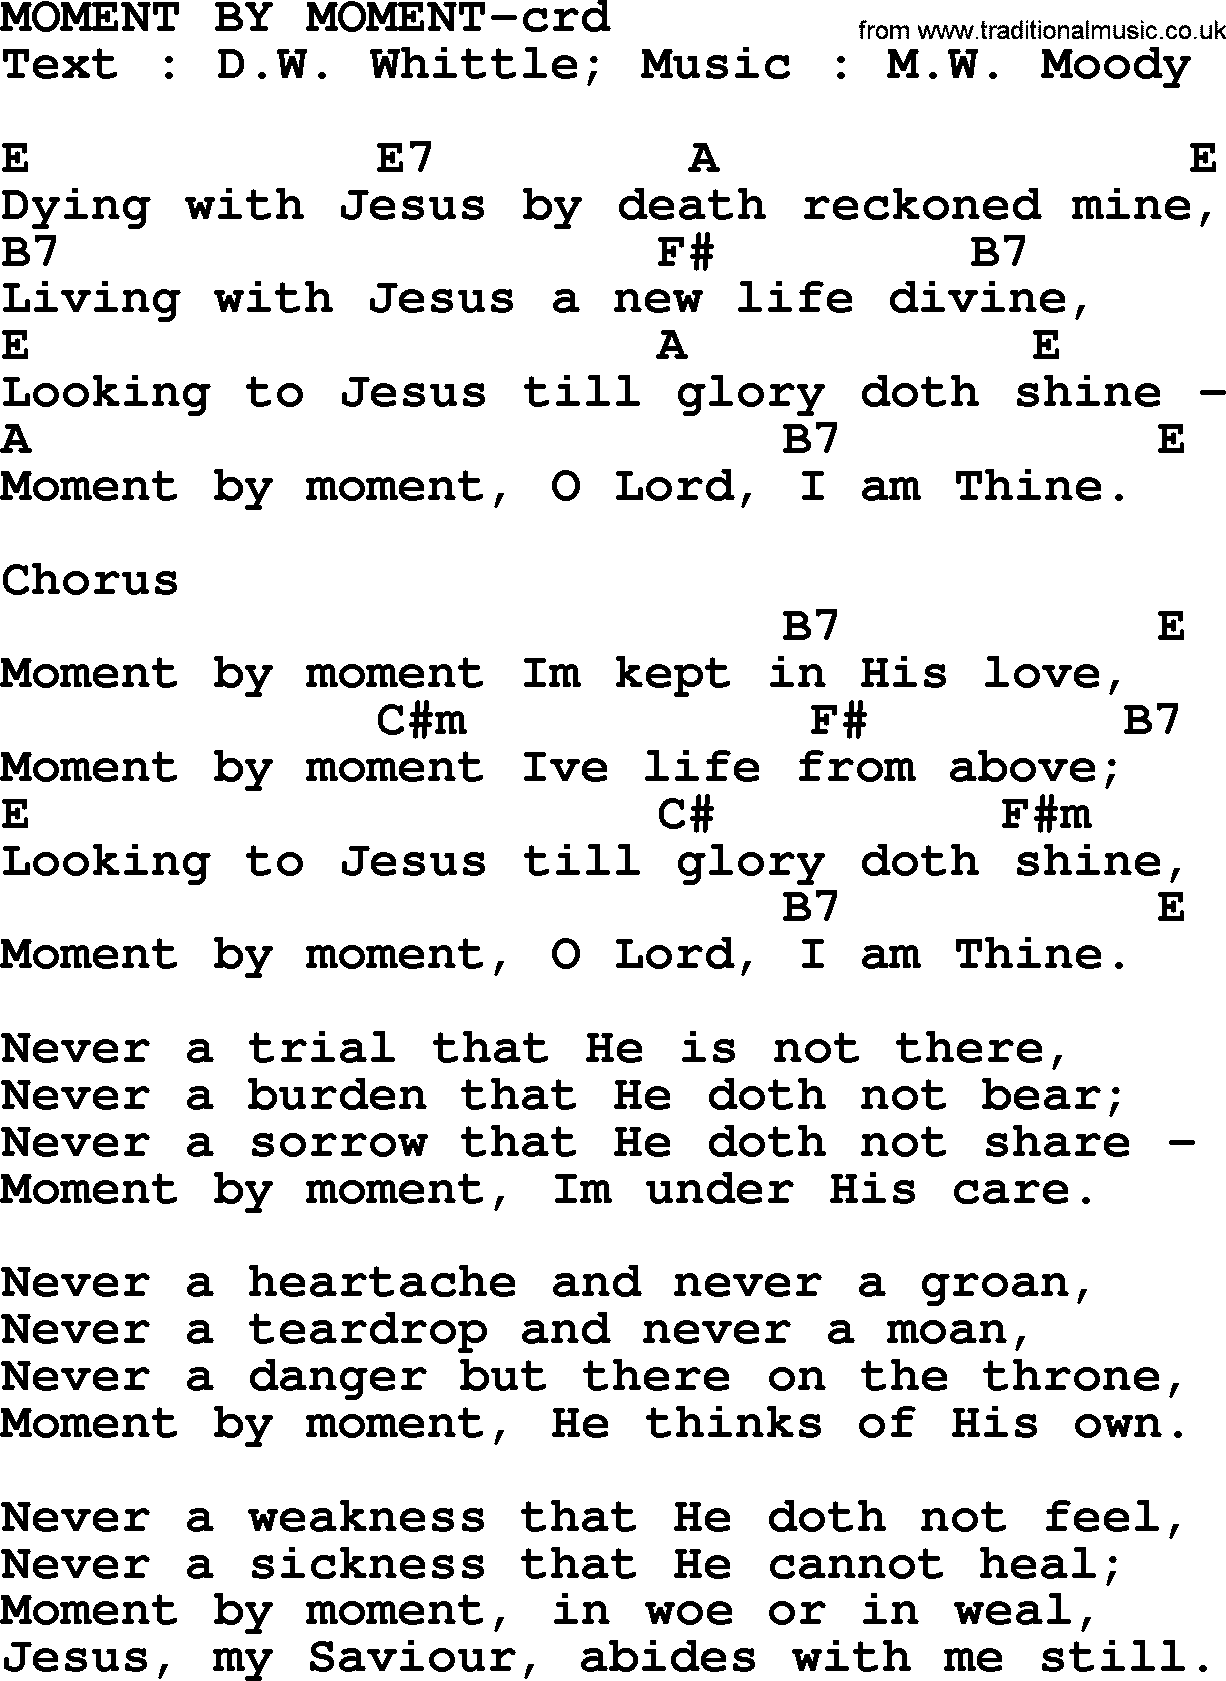 MOMENT BY MOMENT-crd from www.traditionalmusic.co.uk
Text : D.W. Whittle; Music : M.W. Moody
E E7 A E
Dying with Jesus by death reckoned mine,
B7 F# B7
Living with Jesus a new life divine,
E A E
Looking to Jesus till glory doth shine -
A B7 E
Moment by moment, O Lord, I am Thine.
Chorus
B7 E
Moment by moment Im kept in His love,
C#m F# B7
Moment by moment Ive life from above;
E C# F#m
Looking to Jesus till glory doth shine,
B7 E
Moment by moment, O Lord, I am Thine.
Never a trial that He is not there,
Never a burden that He doth not bear;
Never a sorrow that He doth not share -
Moment by moment, Im under His care.
Never a heartache and never a groan,
Never a teardrop and never a moan,
Never a danger but there on the throne,
Moment by moment, He thinks of His own.
Never a weakness that He doth not feel,
Never a sickness that He cannot heal;
Moment by moment, in woe or in weal,
Jesus, my Saviour, abides with me still.